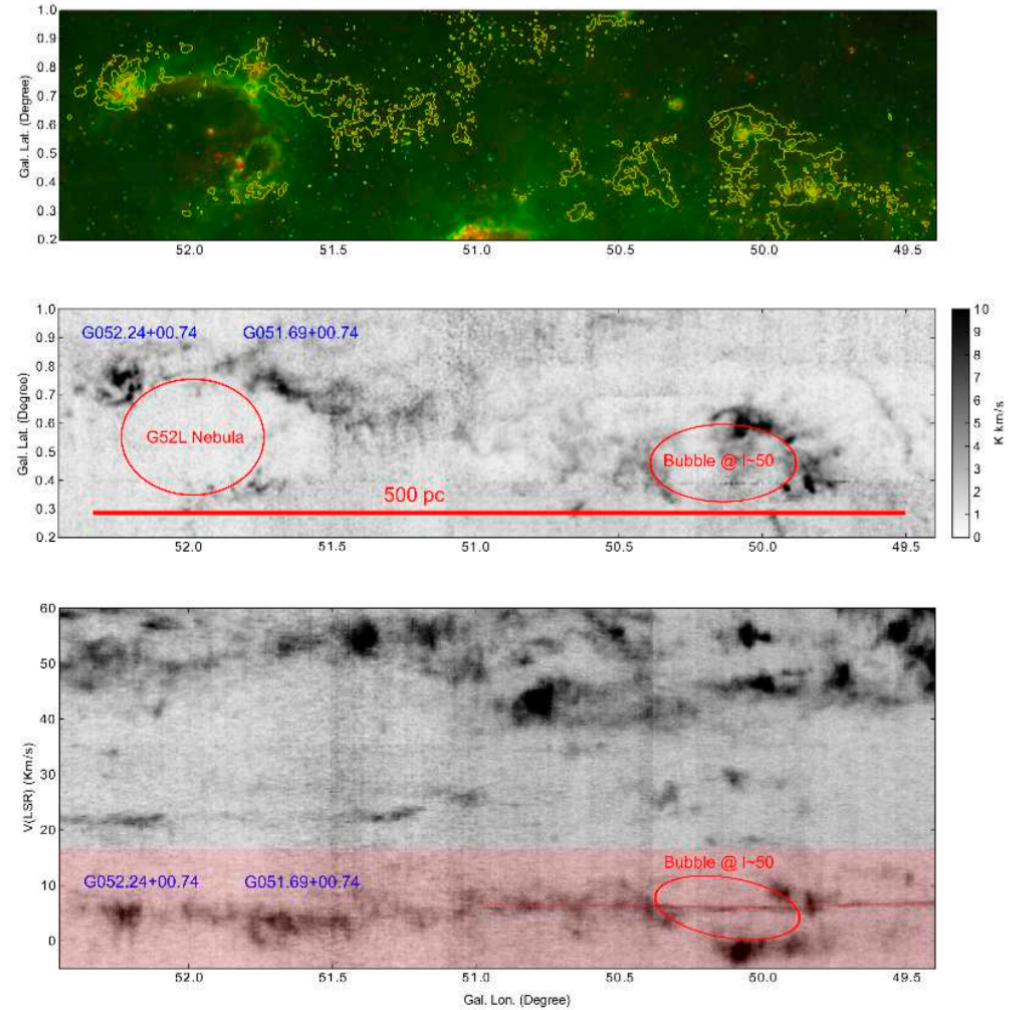 1.0
0.9
0.8
0.7
0.6
0.5
0.4
0.3
0.2
Gal. Lat. (Degree)
52.0 51.5 51.0 50.5 50.0 49.5
1.0
0.9
0.8
0.7
0.6
0.5
0.4
0.3
0.2
Gal. Lat. (Degree)
G052.24+00.74 G051.69+00.74
G52L Nebula
Bubble @ l~50
500 pc
52.0 51.5 51.0 50.5 50.0 49.5
10
9
8
7
6
5
4
3
2
1
0
K km/s
60
50
40
30
20
10
0
V(LSR) (Km/s)
Bubble @ l~50
G052.24+00.74 G051.69+00.74
52.0 51.5 51.0 50.5 50.0 49.5
Gal. Lon. (Degree)